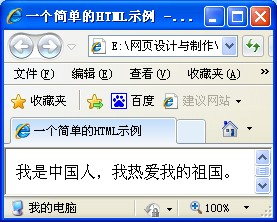 一个简单的HTML示例 - ...
E:\网页设计与制作\
文件(F) 编辑(E) 查看(V) 收藏夹(A) »
收藏夹 百度 建议网站
一个简单的HTML示例
我是中国人，我热爱我的祖国。
我的电脑 100%